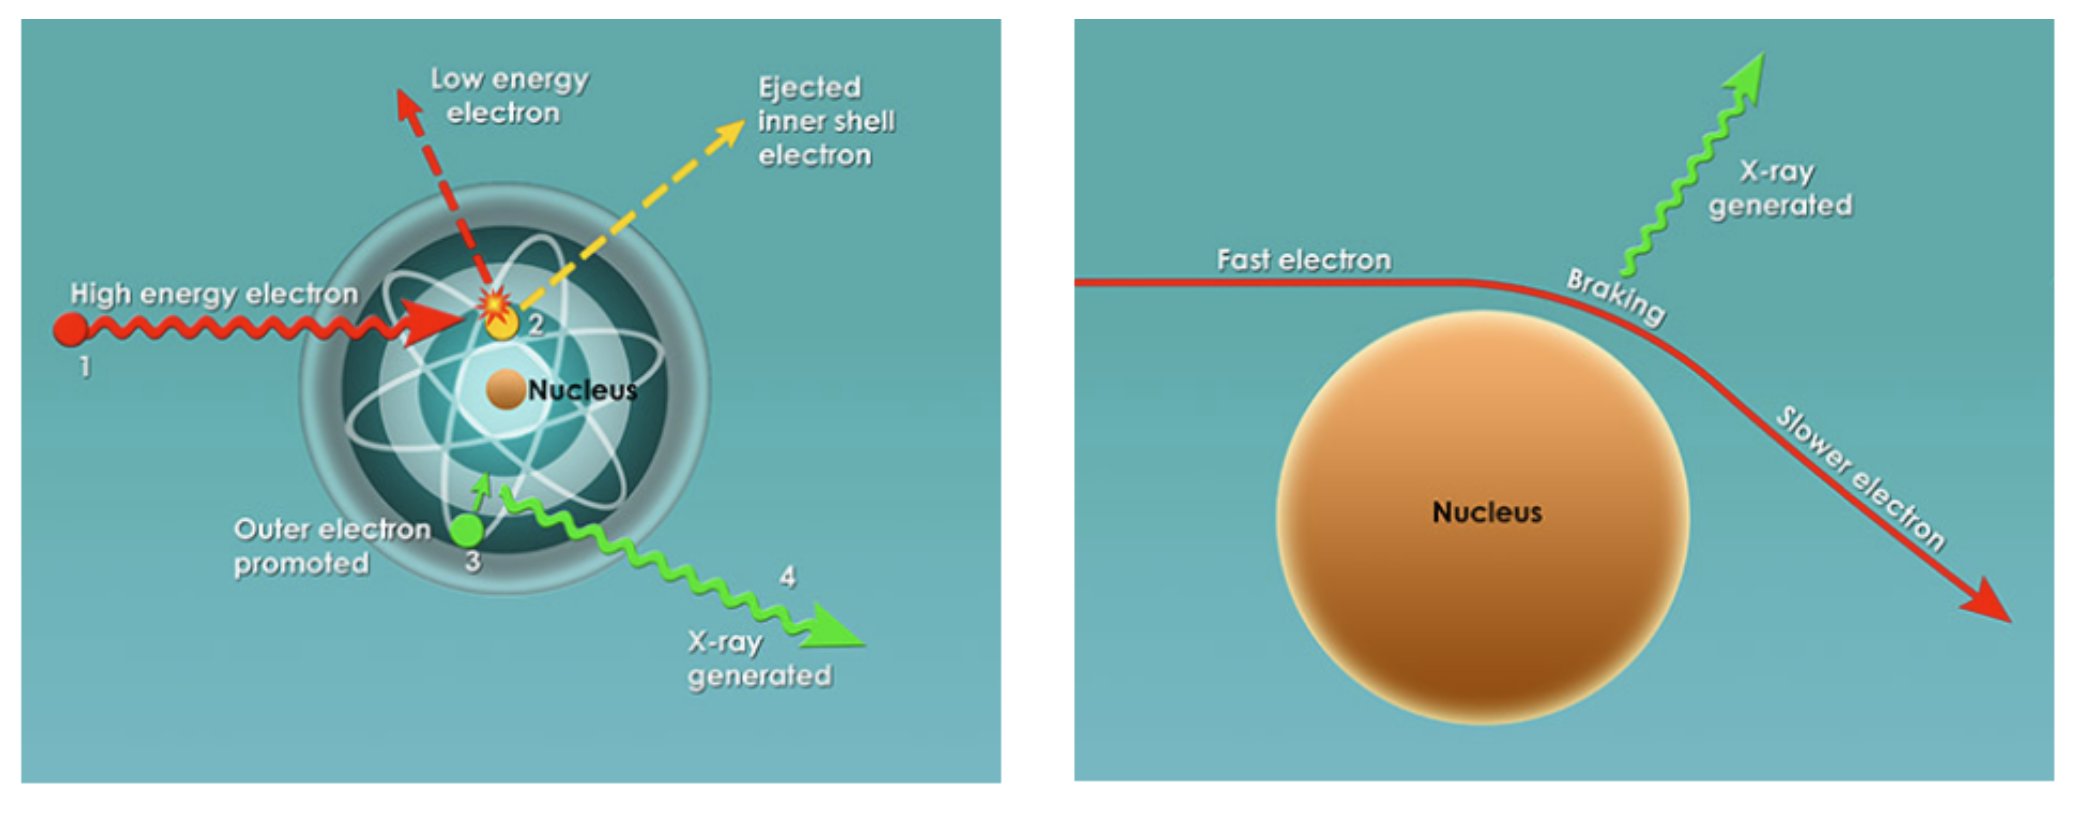 Low energy
electron
Ejected
inner shell
electron
High energy electron
1
2
Nucleus
Outer electron
promoted
3
4
X-ray
generated
X-ray
generated
Fast electron
Braking
Slower electron
Nucleus